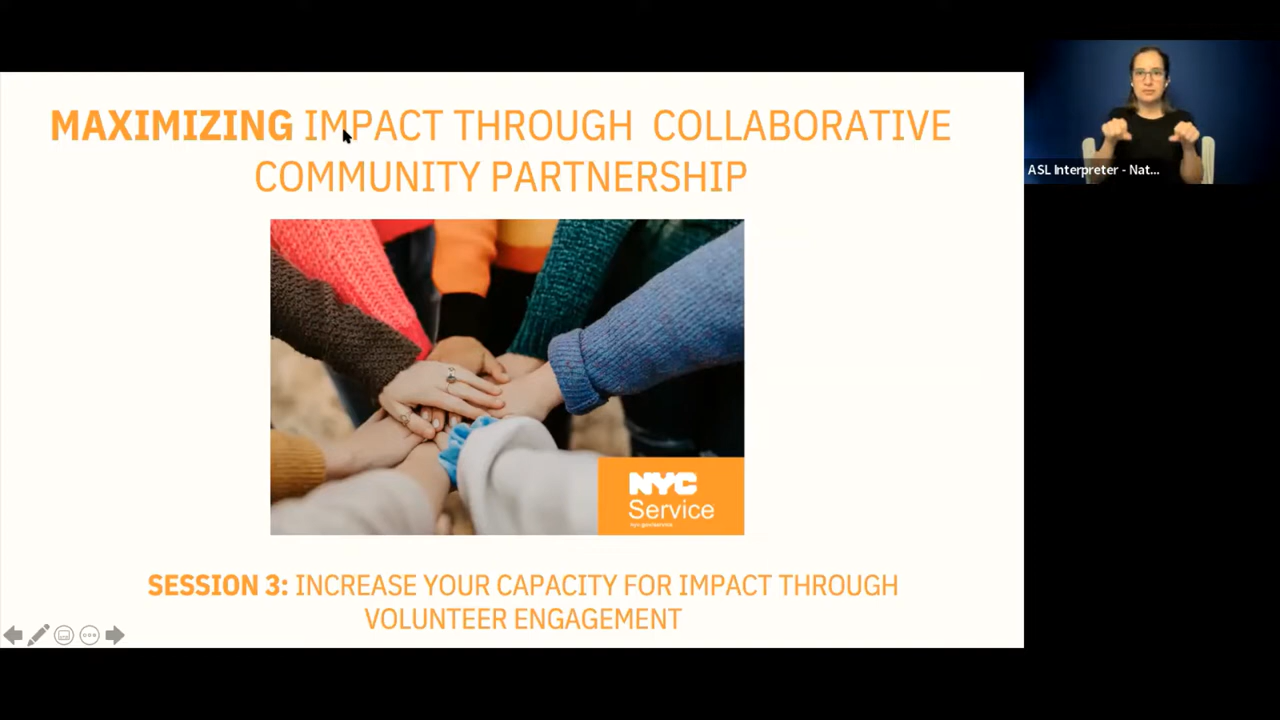 MAXIMIZING IMPACT THROUGH COLLABORATIVE
COMMUNITY PARTNERSHIP
ASL Interpreter - Nat...
NYC
Service
SESSION 3: INCREASE YOUR CAPACITY FOR IMPACT THROUGH
VOLUNTEER ENGAGEMENT